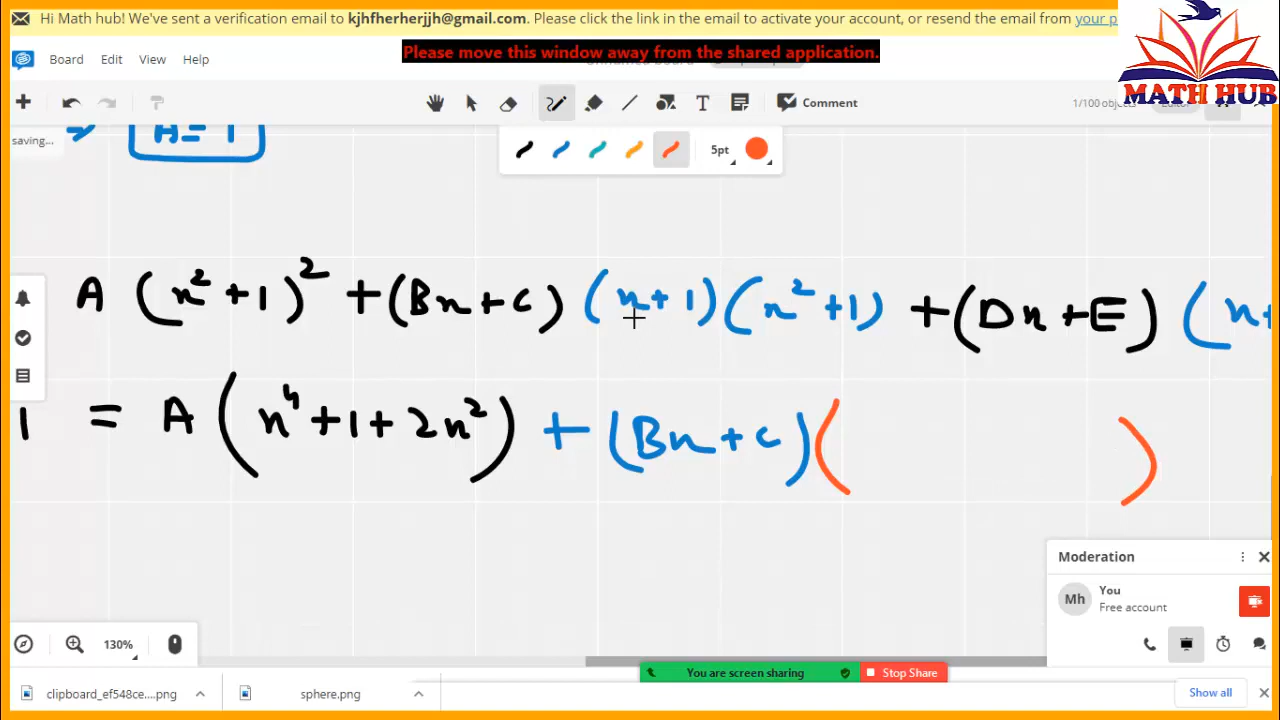 Hi Math hub! We've sent a verification email to kjhfherherjjh@gmail.com. Please click the link in the email to activate your account, or resend the email from your p
Please move this window away from the shared application.
MATH HUB
Board Edit View Help
Comment
1/100 objec
saving...
A = 1
5pt
A (x² + 1)² + (Bx + C) (x + 1) (x² + 1) + (Dx + E) (x +
1 = A (x⁴ + 1 + 2x²) + (Bx + C) ( )
Moderation
Mh
You
Free account
130%
You are screen sharing
Stop Share
clipboard_ef548ce....png
sphere.png
Show all